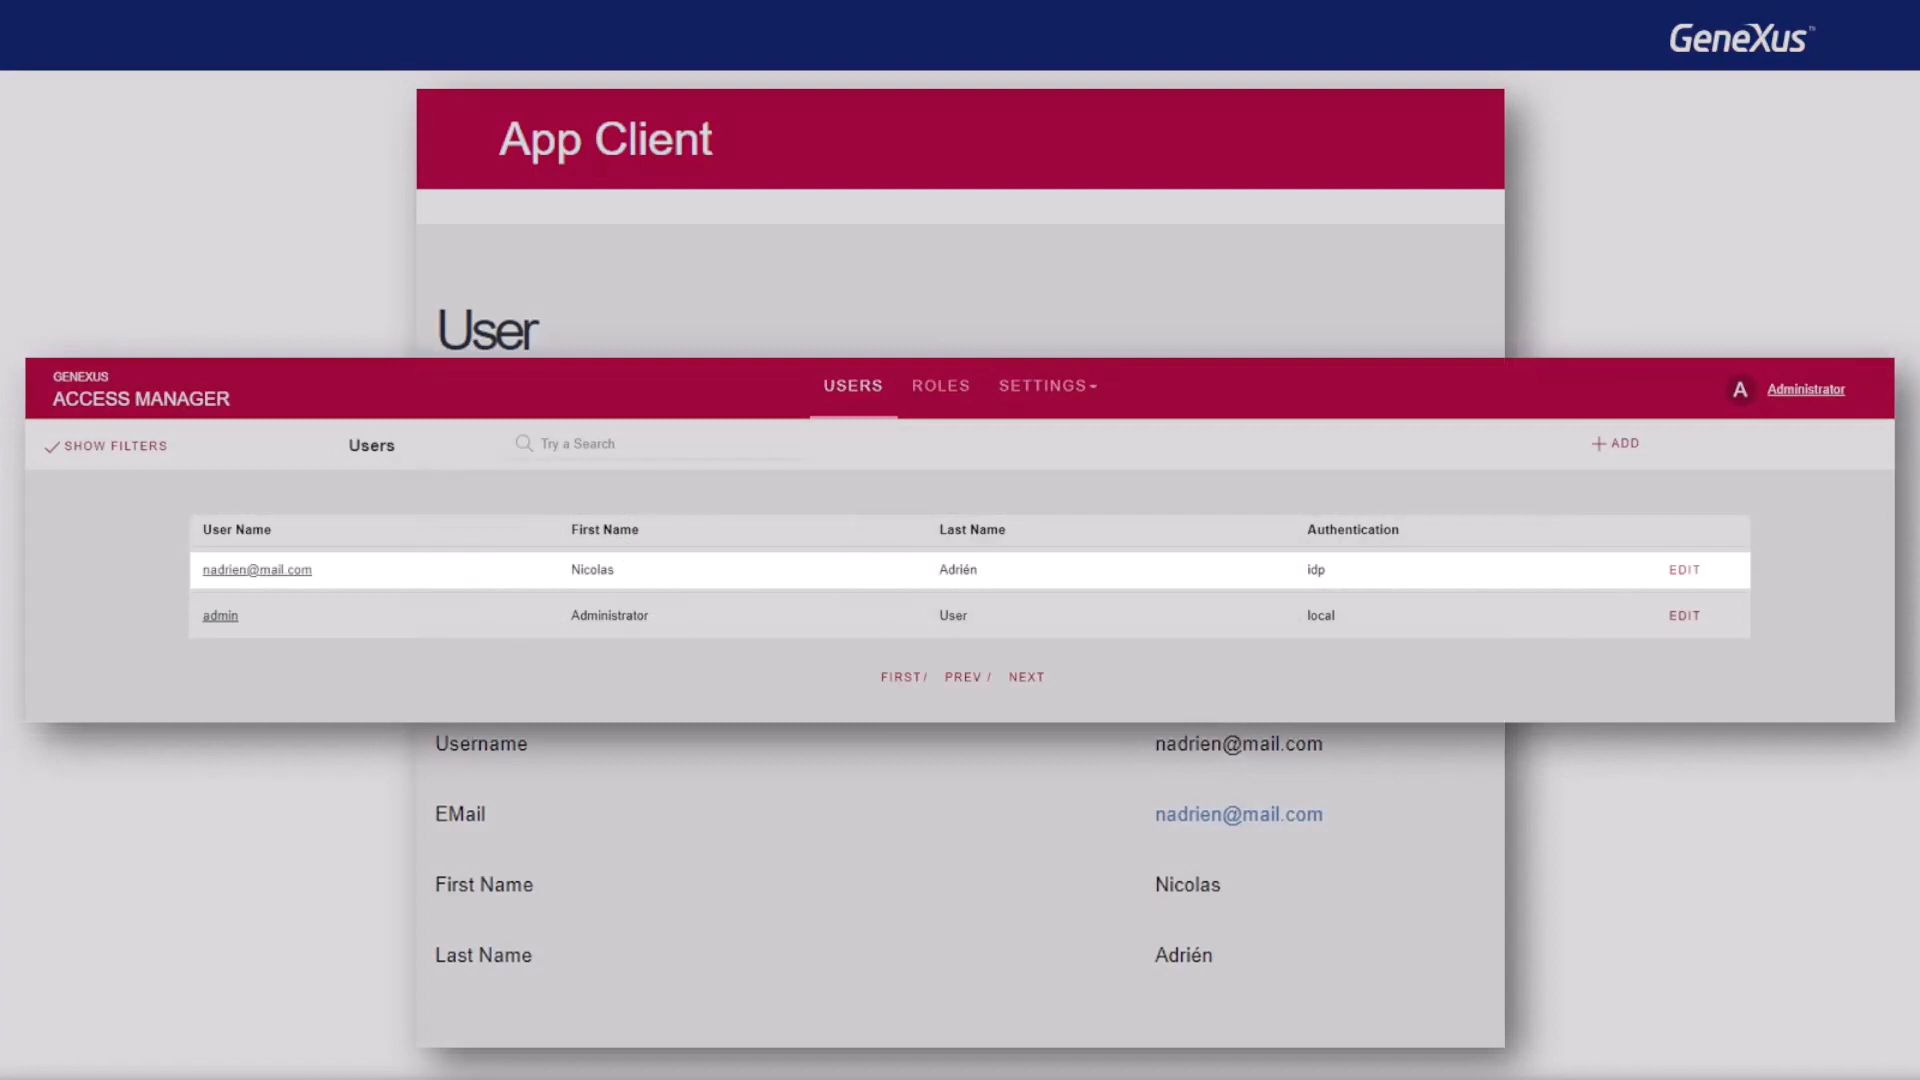 GeneXus™
App Client
User
GENEXUS
ACCESS MANAGER
USERS ROLES SETTINGS
A Administrator
SHOW FILTERS Users Try a Search ADD
User Name First Name Last Name Authentication
nadrien@mail.com Nicolas Adrién idp EDIT
admin Administrator User local EDIT
FIRST/ PREV / NEXT
Username nadrien@mail.com
EMail nadrien@mail.com
First Name Nicolas
Last Name Adrién